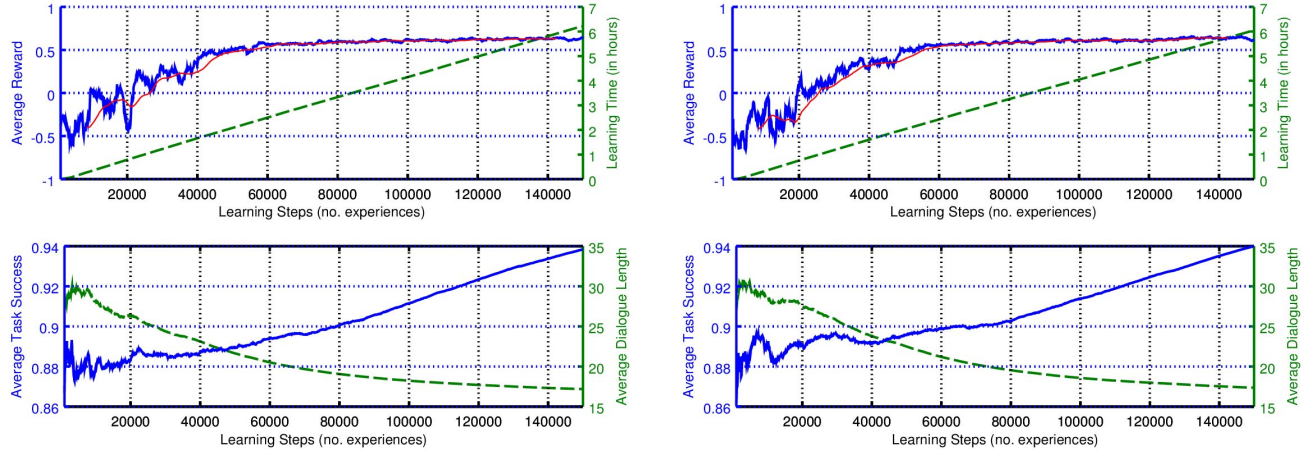 1
0.5
0
-0.5
-1
Average Reward
7
6
5
4
3
2
1
0
Learning Time (in hours)
20000 40000 60000 80000 100000 120000 140000
Learning Steps (no. experiences)
1
0.5
0
-0.5
-1
Average Reward
7
6
5
4
3
2
1
0
Learning Time (in hours)
20000 40000 60000 80000 100000 120000 140000
Learning Steps (no. experiences)
0.94
0.92
0.9
0.88
0.86
Average Task Success
35
30
25
20
15
Average Dialogue Length
20000 40000 60000 80000 100000 120000 140000
Learning Steps (no. experiences)
0.94
0.92
0.9
0.88
0.86
Average Task Success
35
30
25
20
15
Average Dialogue Length
20000 40000 60000 80000 100000 120000 140000
Learning Steps (no. experiences)